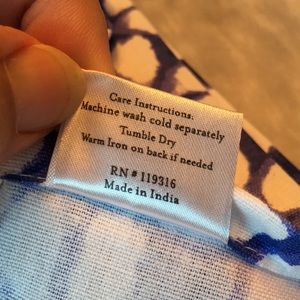 Care Instructions:
Machine wash cold separately
Tumble Dry
Warm Iron on back if needed
RN # 119316
Made in India